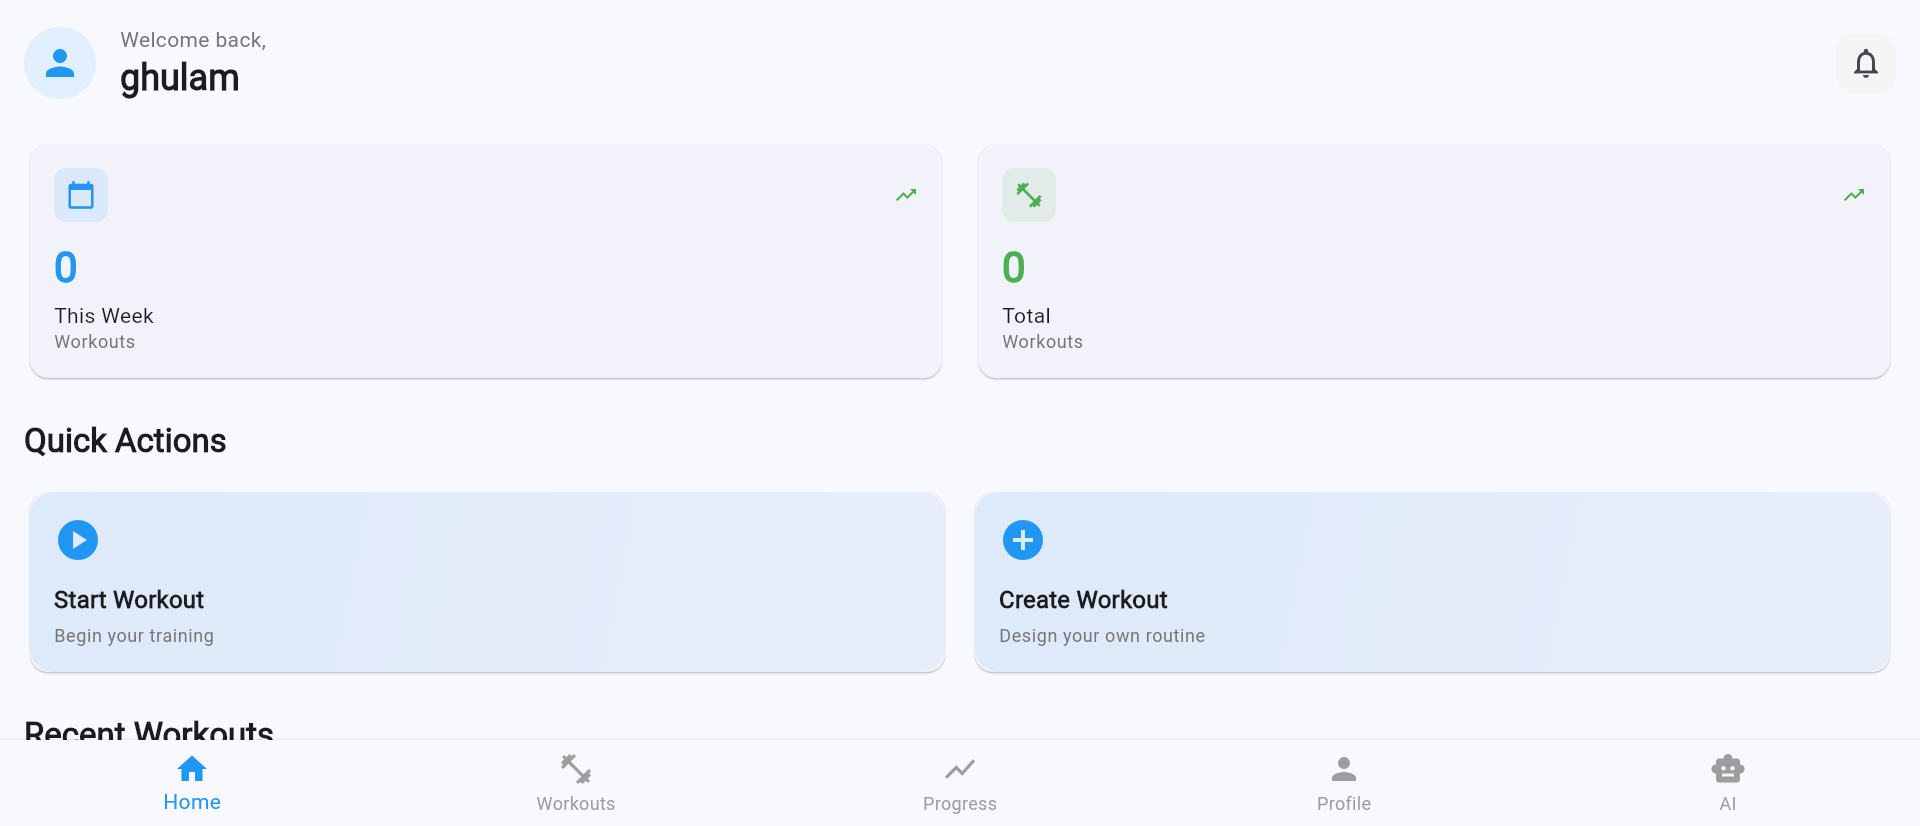 Welcome back,
ghulam
0
This Week
Workouts
0
Total
Workouts
Quick Actions
Start Workout
Begin your training
Create Workout
Design your own routine
Recent Workouts
Home
Workouts
Progress
Profile
AI